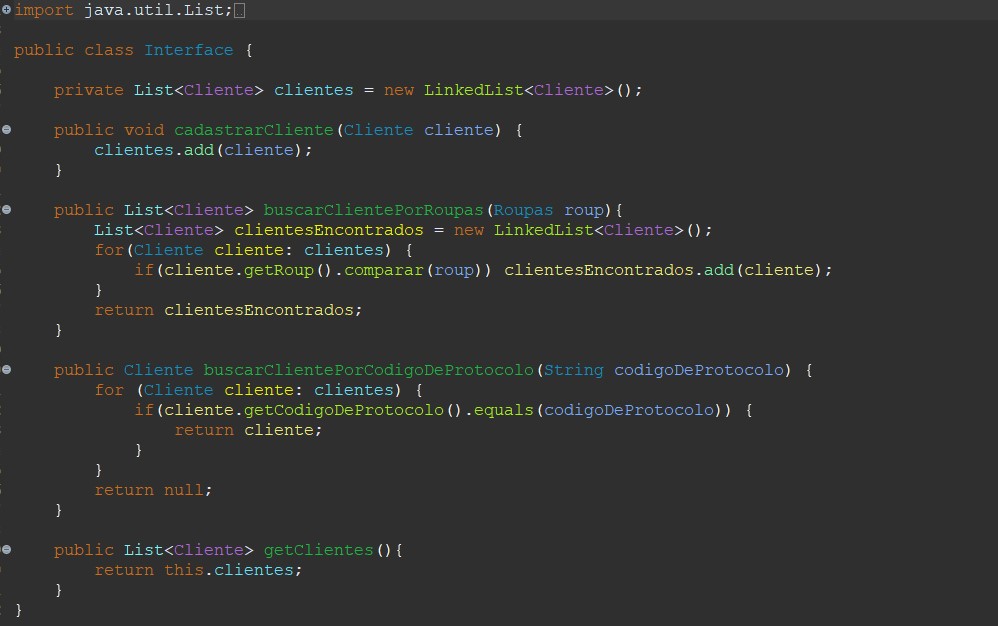 import java.util.List;
public class Interface {
private List<Cliente> clientes = new LinkedList<Cliente>();
public void cadastrarCliente(Cliente cliente) {
clientes.add(cliente);
}
public List<Cliente> buscarClientePorRoupas(Roupas roup){
List<Cliente> clientesEncontrados = new LinkedList<Cliente>();
for(Cliente cliente: clientes) {
if(cliente.getRoup().comparar(roup)) clientesEncontrados.add(cliente);
}
return clientesEncontrados;
}
public Cliente buscarClientePorCodigoDeProtocolo(String codigoDeProtocolo) {
for (Cliente cliente: clientes) {
if(cliente.getCodigoDeProtocolo().equals(codigoDeProtocolo)) {
return cliente;
}
}
return null;
}
public List<Cliente> getClientes(){
return this.clientes;
}
}